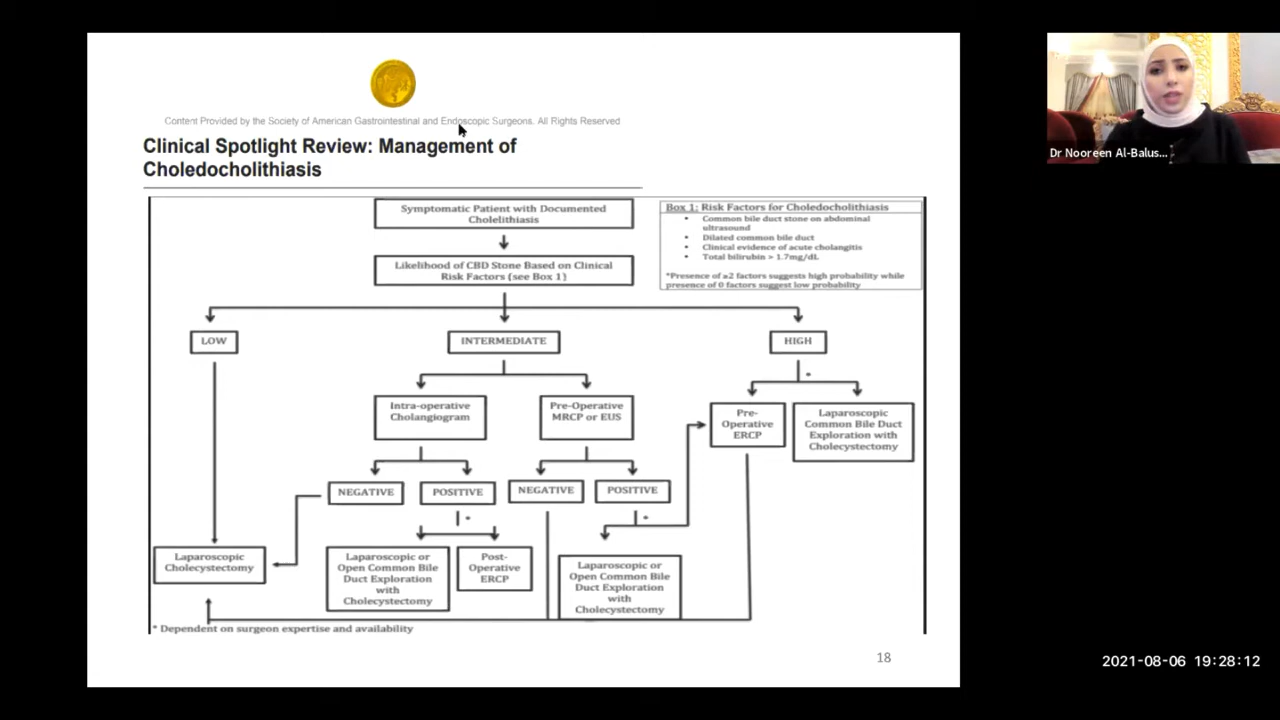 Content Provided by the Society of American Gastrointestinal and Endoscopic Surgeons. All Rights Reserved
Clinical Spotlight Review: Management of
Choledocholithiasis
Symptomatic Patient with Documented
Cholelithiasis
Box 1: Risk Factors for Choledocholithiasis
• Common bile duct stone on abdominal
ultrasound
• Dilated common bile duct
• Clinical evidence of acute cholangitis
• Total bilirubin > 1.7mg/dL
*Presence of ≥2 factors suggests high probability while
presence of 0 factors suggest low probability
Likelihood of CBD Stone Based on Clinical
Risk Factors (see Box 1)
LOW
INTERMEDIATE
HIGH
*
Intra-operative
Cholangiogram
Pre-Operative
MRCP or EUS
Pre-
Operative
ERCP
Laparoscopic
Common Bile Duct
Exploration with
Cholecystectomy
NEGATIVE
POSITIVE
NEGATIVE
POSITIVE
*
*
Laparoscopic
Cholecystectomy
Laparoscopic or
Open Common Bile
Duct Exploration
with
Cholecystectomy
Post-
Operative
ERCP
Laparoscopic or
Open Common Bile
Duct Exploration
with
Cholecystectomy
* Dependent on surgeon expertise and availability
18
Dr Nooreen Al-Balus...
2021-08-06 19:28:12